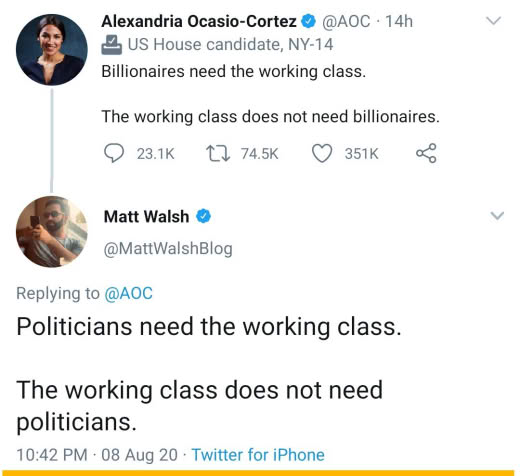 Alexandria Ocasio-Cortez @AOC · 14h
US House candidate, NY-14
Billionaires need the working class.
The working class does not need billionaires.
23.1K 74.5K 351K
Matt Walsh
@MattWalshBlog
Replying to @AOC
Politicians need the working class.
The working class does not need
politicians.
10:42 PM · 08 Aug 20 · Twitter for iPhone